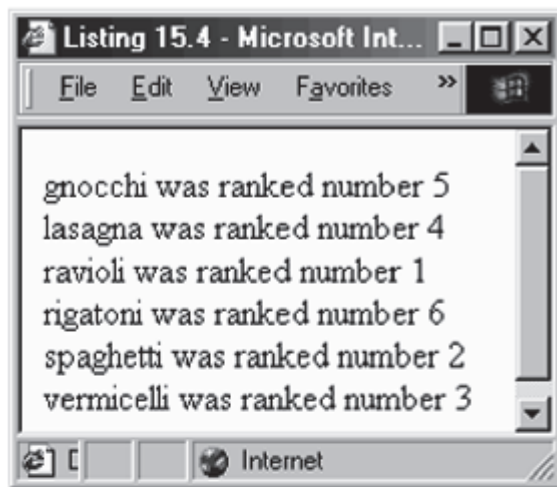 Listing 15.4 - Microsoft Int...
File Edit View Favorites »
gnocchi was ranked number 5
lasagna was ranked number 4
ravioli was ranked number 1
rigatoni was ranked number 6
spaghetti was ranked number 2
vermicelli was ranked number 3
Internet